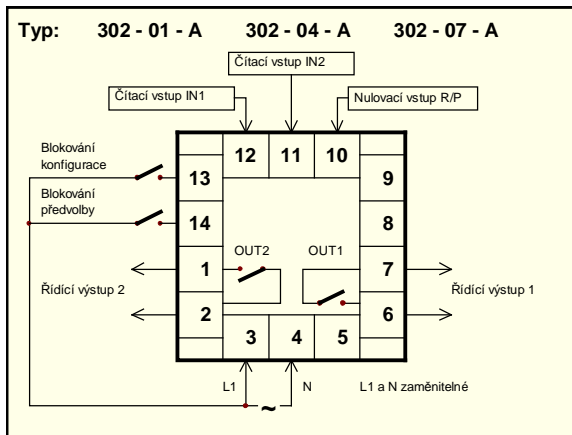 Typ: 302 - 01 - A 302 - 04 - A 302 - 07 - A
Čítací vstup IN2
Čítací vstup IN1
Nulovací vstup R/P
Blokování
konfigurace
12 11 10
13
9
Blokování
předvolby
14
8
OUT2
OUT1
1
7
Řídící výstup 2
Řídící výstup 1
2
6
3 4 5
L1
N
L1 a N zaměnitelné
~